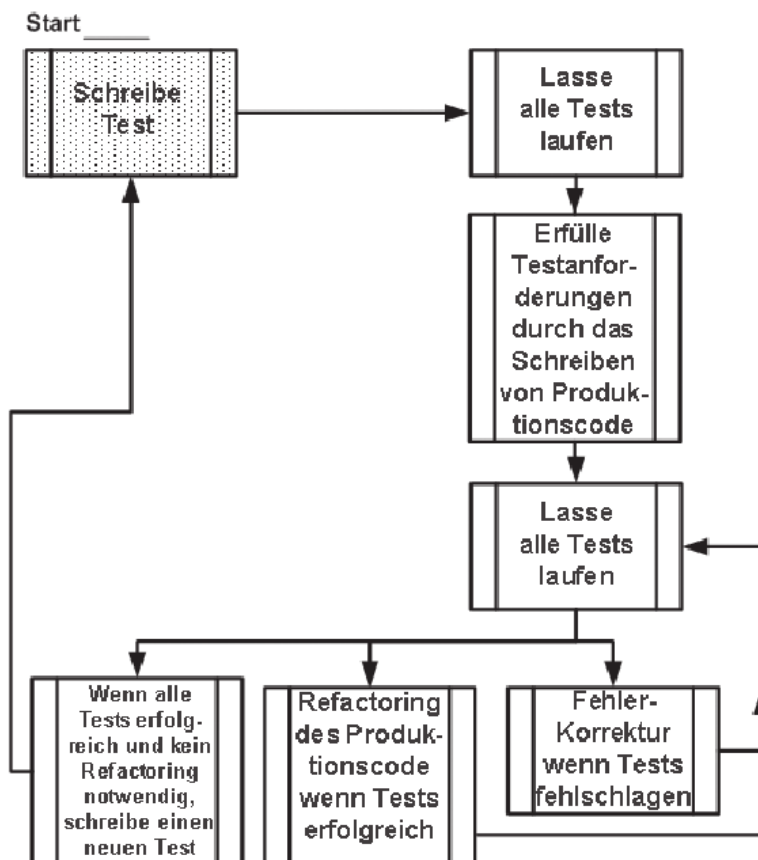 Start
Schreibe
Test
Lasse
alle Tests
laufen
Erfülle
Testanfor-
derungen
durch das
Schreiben
von Produk-
tionscode
Lasse
alle Tests
laufen
Wenn alle
Tests erfolg-
reich und kein
Refactoring
notwendig,
schreibe einen
neuen Test
Refactoring
des Produk-
tionscode
wenn Tests
erfolgreich
Fehler-
Korrektur
wenn Tests
fehlschlagen